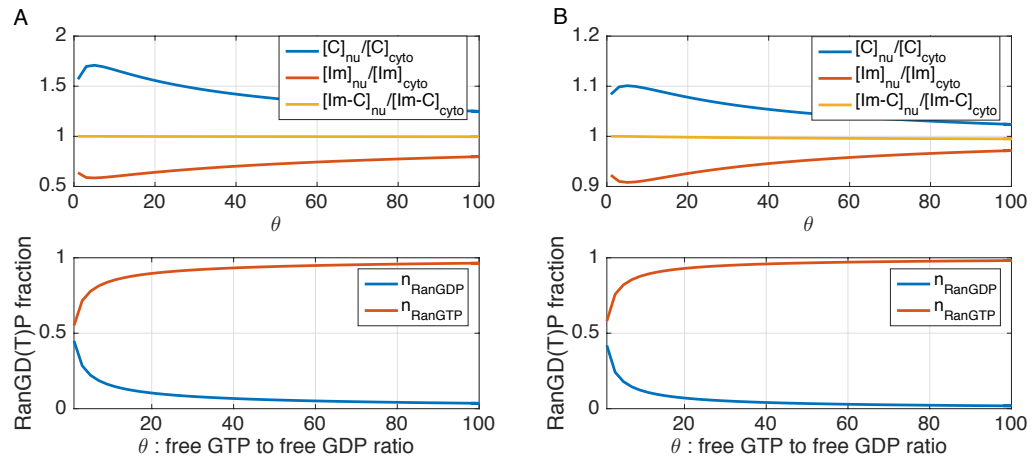 A
2
1.5
1
0.5
0 20 40 60 80 100
θ
[C]nu/[C]cyto
[Im]nu/[Im]cyto
[Im-C]nu/[Im-C]cyto
RanGD(T)P fraction
1
0.5
0
0 20 40 60 80 100
θ : free GTP to free GDP ratio
nRanGDP
nRanGTP
B
1.2
1.1
1
0.9
0 20 40 60 80 100
θ
[C]nu/[C]cyto
[Im]nu/[Im]cyto
[Im-C]nu/[Im-C]cyto
RanGD(T)P fraction
1
0.5
0
0 20 40 60 80 100
θ : free GTP to free GDP ratio
nRanGDP
nRanGTP